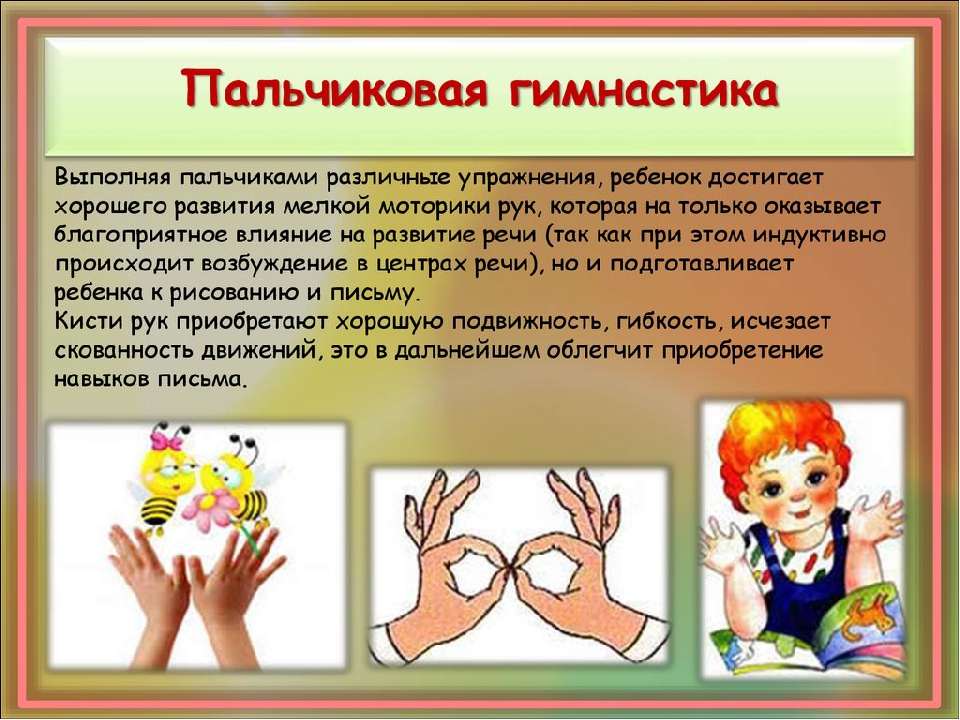 Пальчиковая гимнастика
Выполняя пальчиками различные упражнения, ребенок достигает
хорошего развития мелкой моторики рук, которая на только оказывает
благоприятное влияние на развитие речи (так как при этом индуктивно
происходит возбуждение в центрах речи), но и подготавливает
ребенка к рисованию и письму.
Кисти рук приобретают хорошую подвижность, гибкость, исчезает
скованность движений, это в дальнейшем облегчит приобретение
навыков письма.